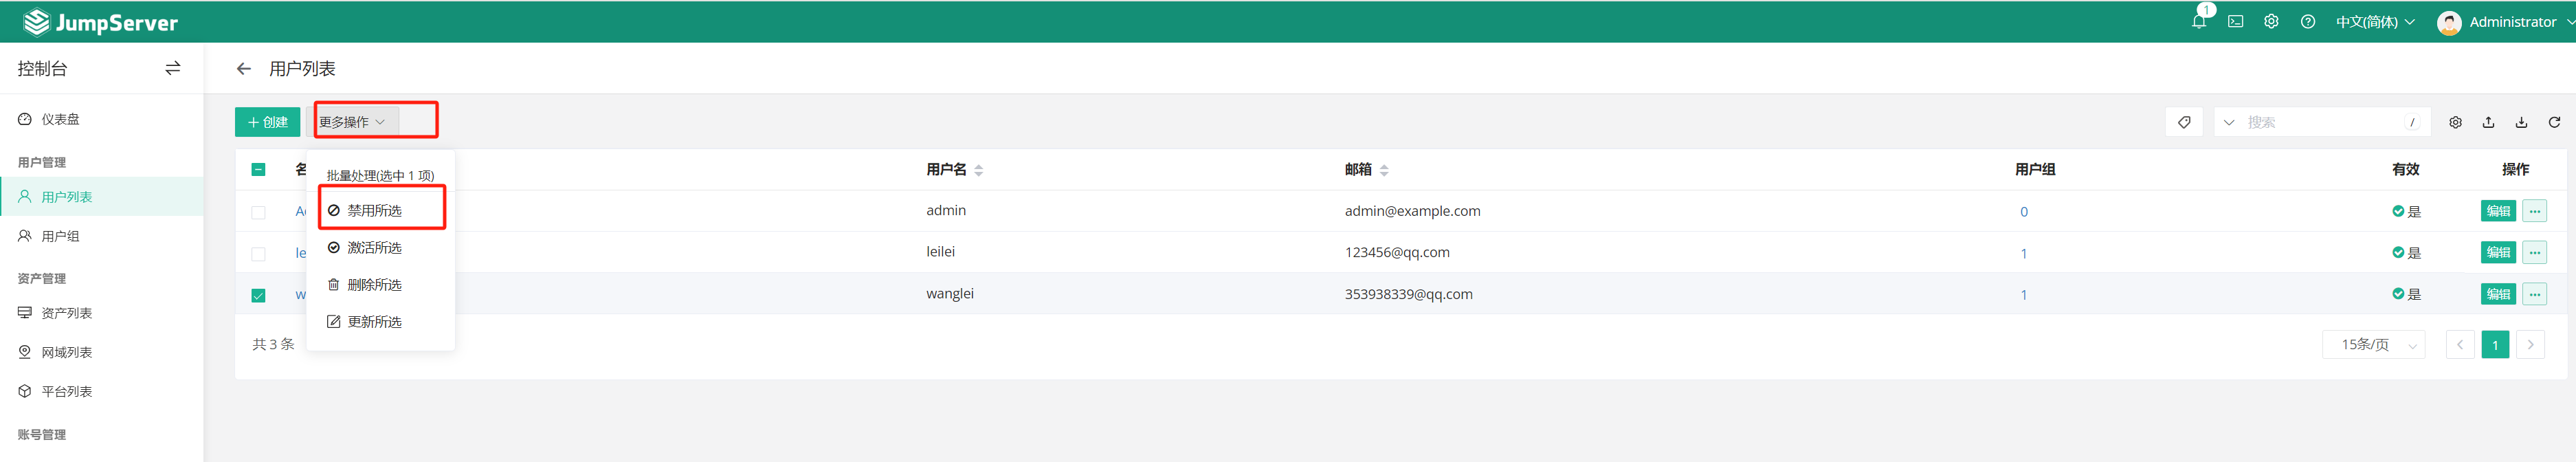 JumpServer
1
中文(简体)
Administrator
控制台
用户列表
仪表盘
创建
更多操作
搜索
/
用户管理
用户列表
用户组
资产管理
资产列表
网域列表
平台列表
账号管理
批量处理(选中 1 项)
禁用所选
激活所选
删除所选
更新所选
名
用户名
邮箱
用户组
有效
操作
admin
admin@example.com
0
是
编辑
le
leilei
123456@qq.com
1
是
编辑
w
wanglei
353938339@qq.com
1
是
编辑
共 3 条
15条/页
1